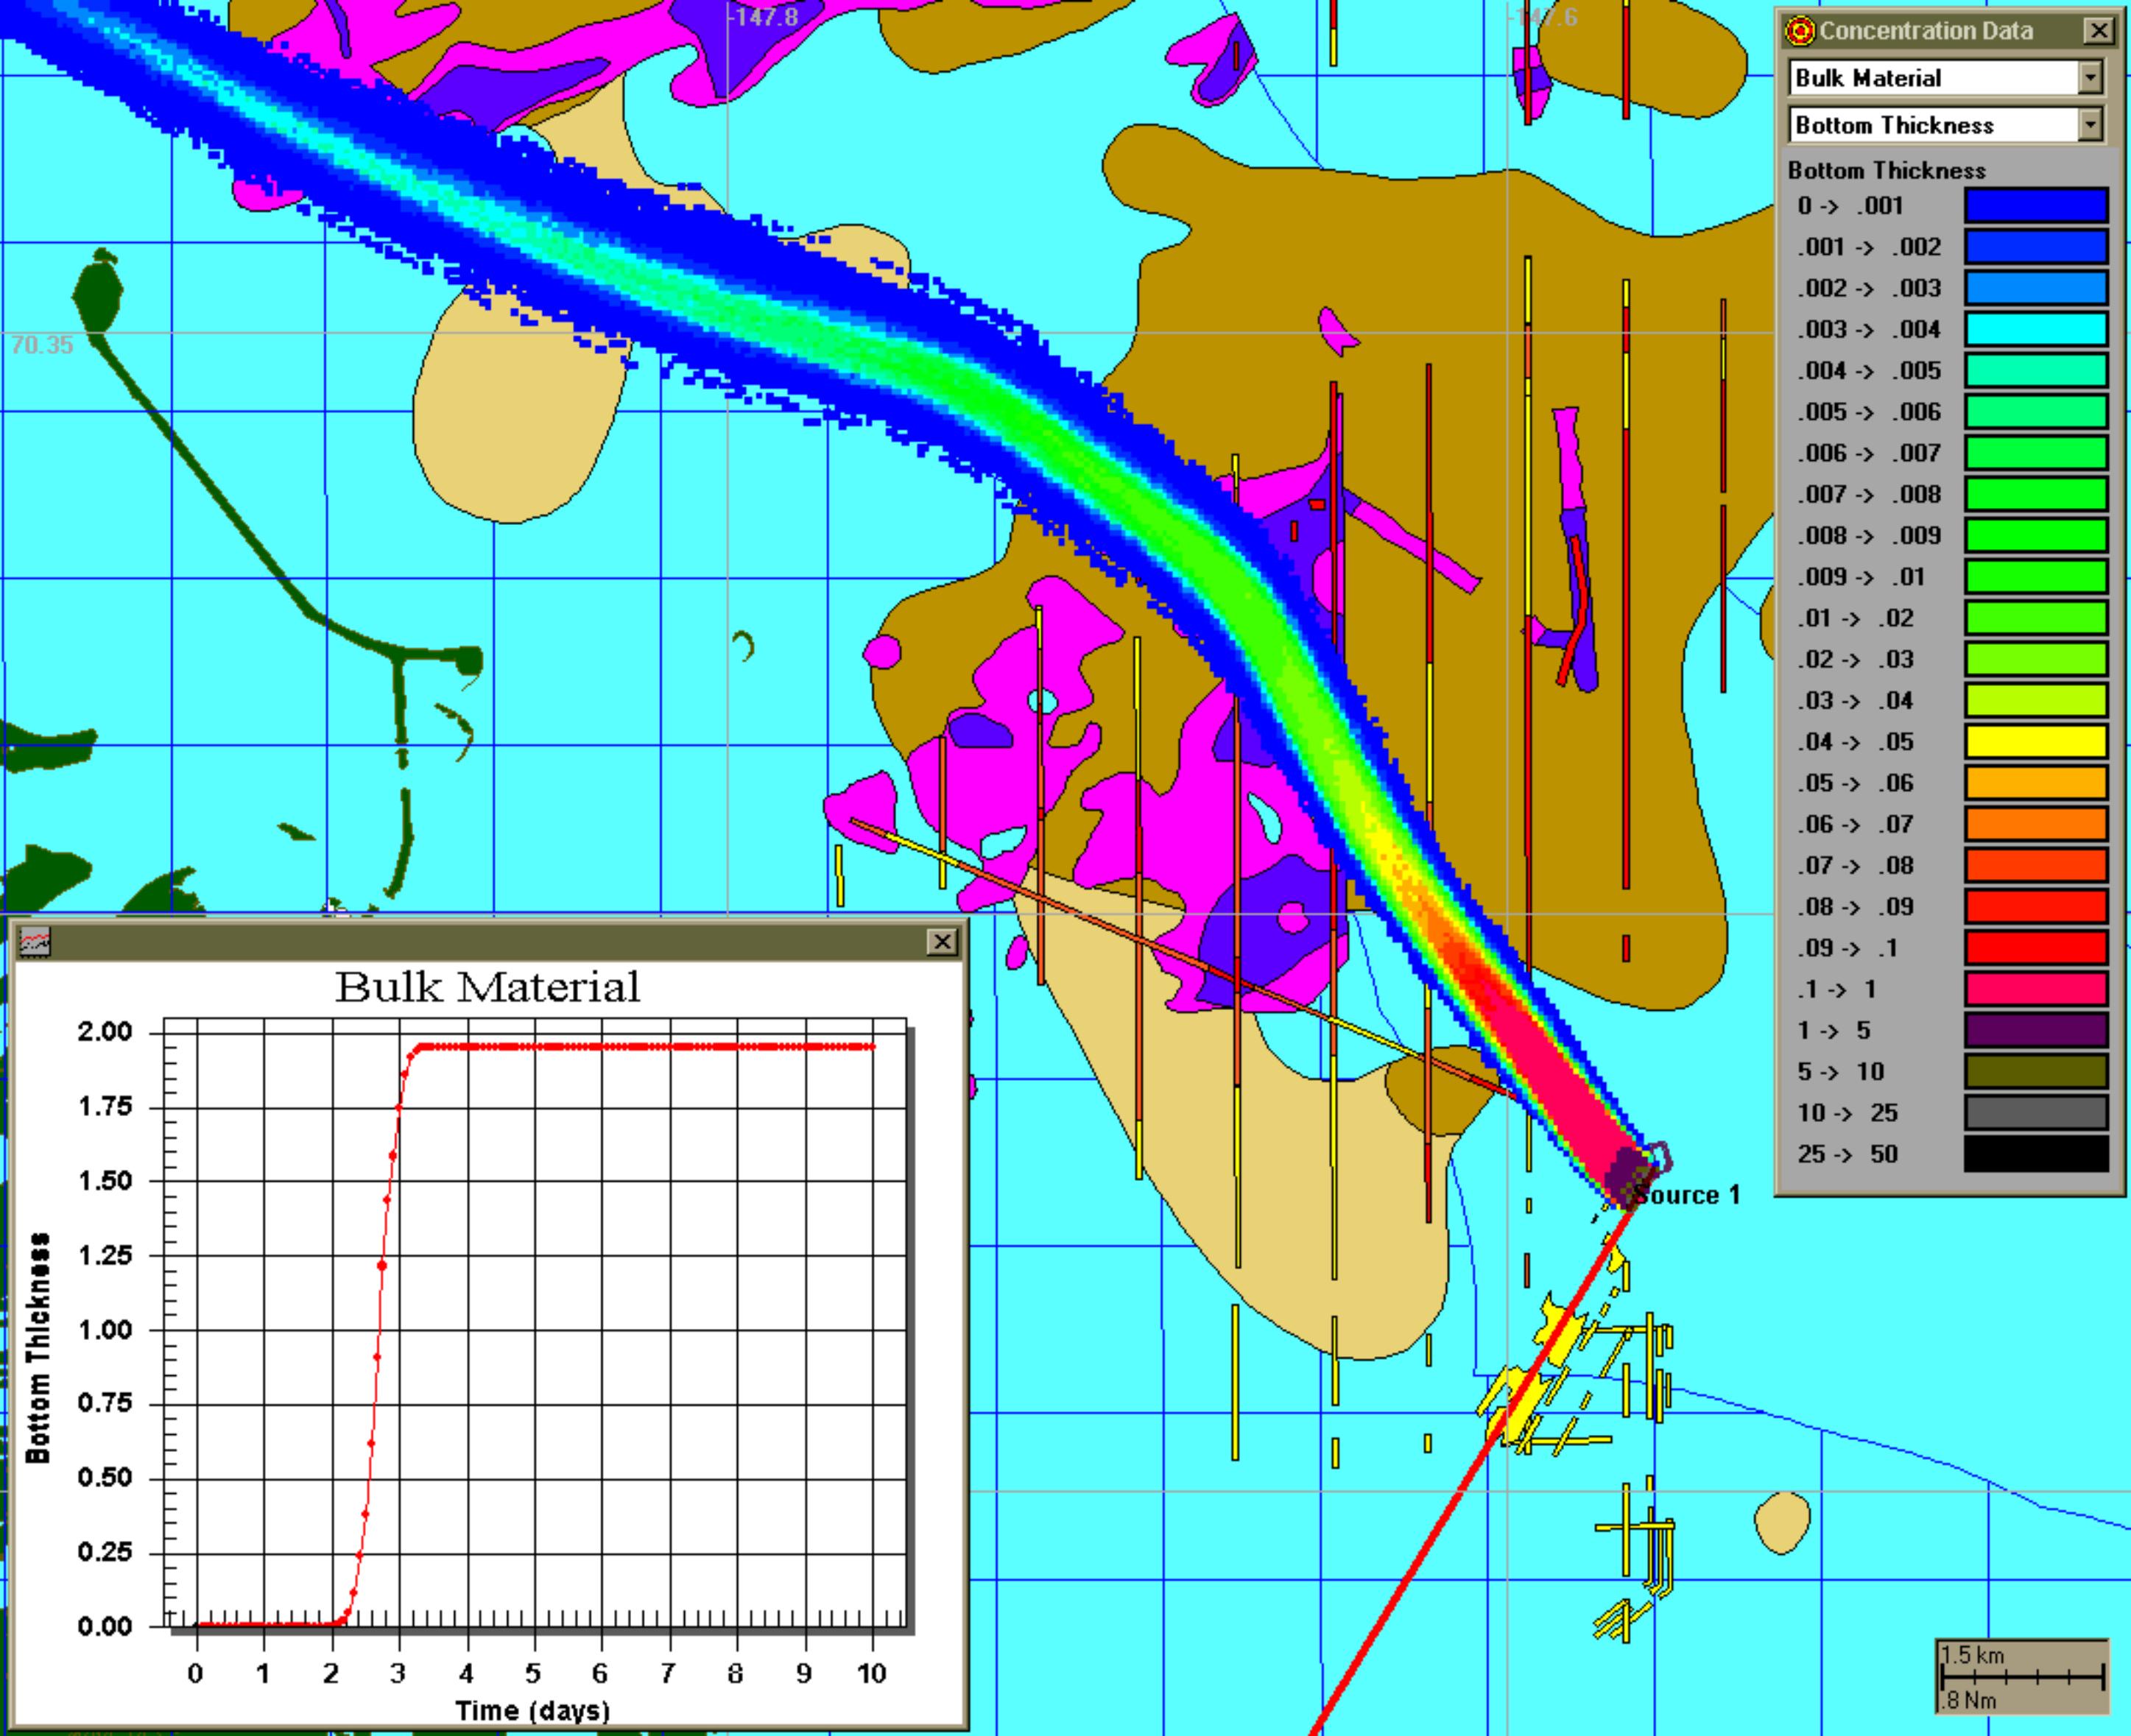 -147.8
-147.6
70.35
Concentration Data
Bulk Material
Bottom Thickness
Bottom Thickness
0 -> .001
.001 -> .002
.002 -> .003
.003 -> .004
.004 -> .005
.005 -> .006
.006 -> .007
.007 -> .008
.008 -> .009
.009 -> .01
.01 -> .02
.02 -> .03
.03 -> .04
.04 -> .05
.05 -> .06
.06 -> .07
.07 -> .08
.08 -> .09
.09 -> .1
.1 -> 1
1 -> 5
5 -> 10
10 -> 25
25 -> 50
Source 1
Bulk Material
2.00
1.75
1.50
1.25
1.00
0.75
0.50
0.25
0.00
Bottom Thickness
0 1 2 3 4 5 6 7 8 9 10
Time (days)
1.5 km
.8 Nm